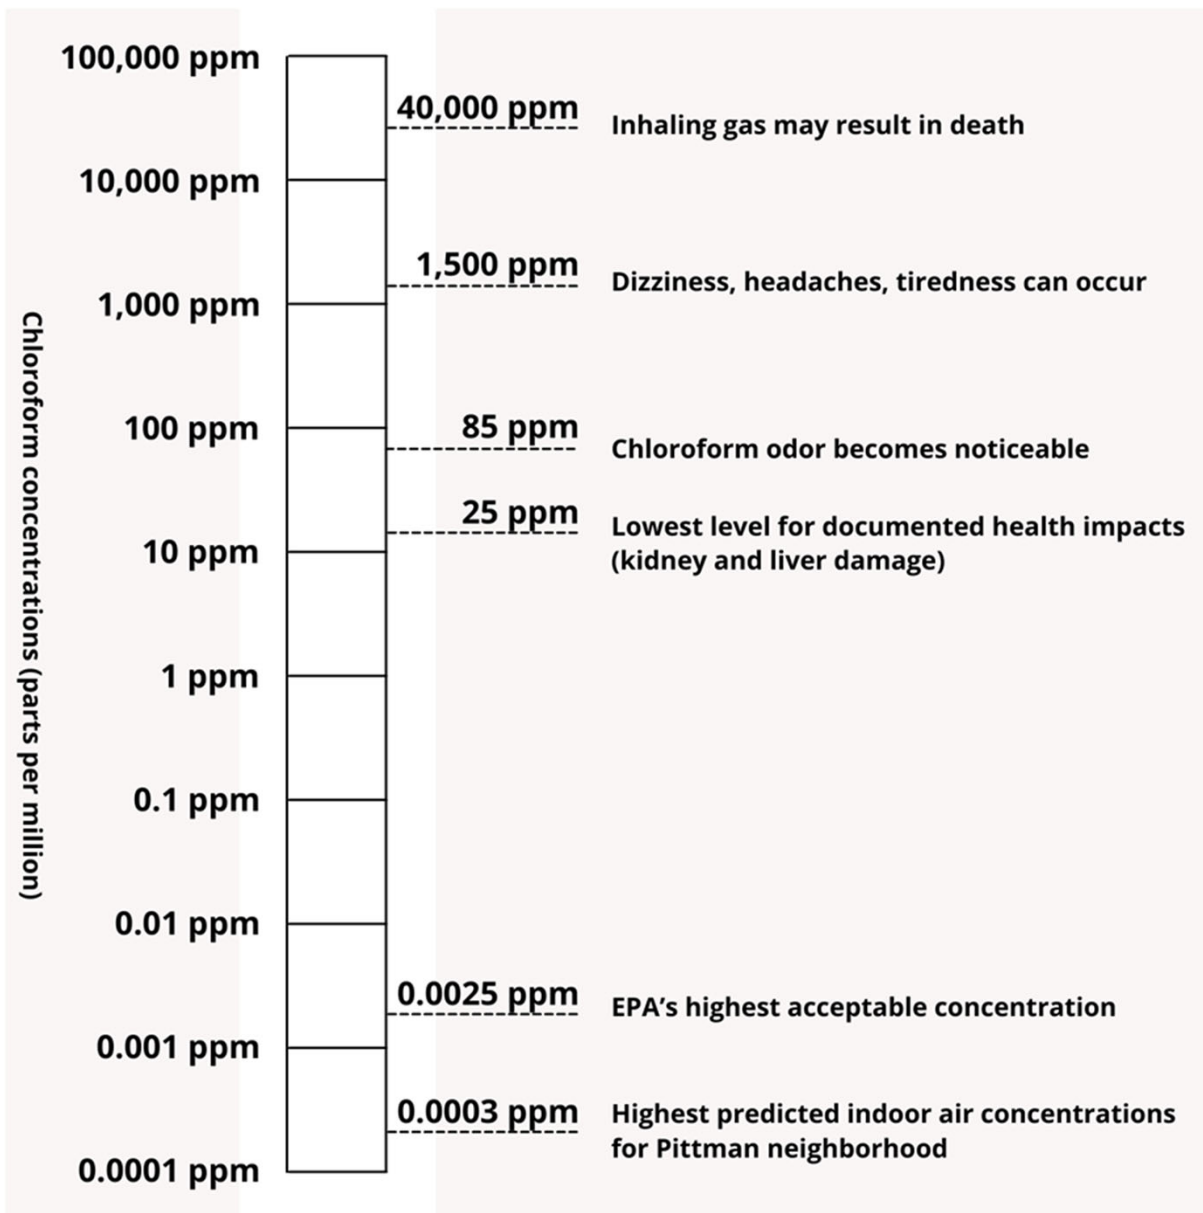 Chloroform concentrations (parts per million)
100,000 ppm
40,000 ppm
Inhaling gas may result in death
10,000 ppm
1,500 ppm
Dizziness, headaches, tiredness can occur
1,000 ppm
100 ppm
85 ppm
Chloroform odor becomes noticeable
25 ppm
Lowest level for documented health impacts
(kidney and liver damage)
10 ppm
1 ppm
0.1 ppm
0.01 ppm
0.0025 ppm
EPA’s highest acceptable concentration
0.001 ppm
0.0003 ppm
Highest predicted indoor air concentrations
for Pittman neighborhood
0.0001 ppm